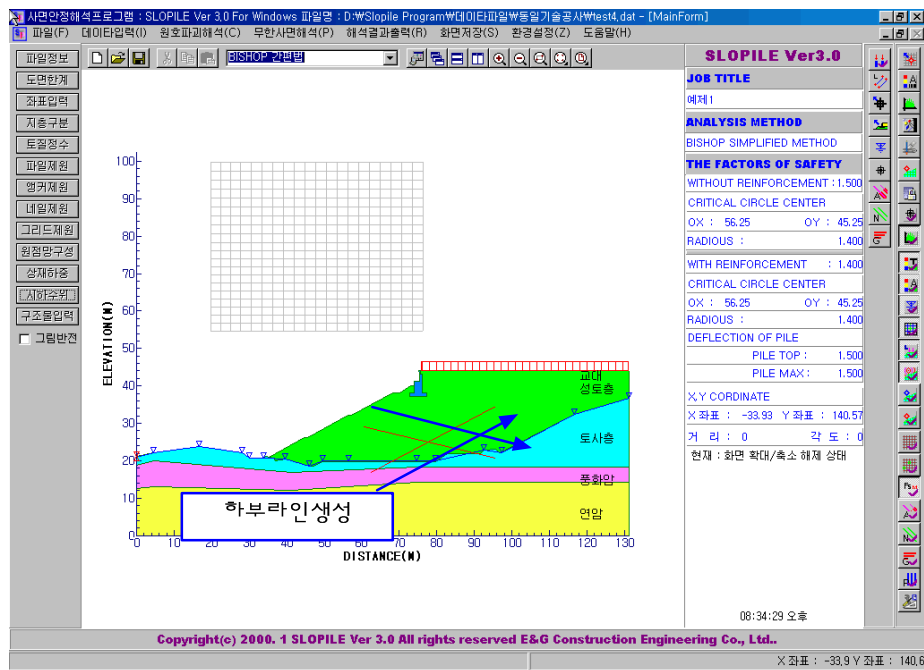 사면안정해석프로그램 : SLOPILE Ver 3,0 For Windows 파일명 : D:₩Slopile Program₩데이타파일₩동일기술공사₩test4,dat - [MainForm]
파일(F) 데이타입력(I) 원호파괴해석(C) 무한사면해석(P) 해석결과출력(R) 화면저장(S) 환경설정(Z) 도움말(H)
BISHOP 간편법
파일정보
도면한계
좌표입력
지층구분
토질정수
파일제원
앵커제원
네일제원
그리드제원
원점망구성
상재하중
지하수위
구조물입력
그림반전
ELEVATION(M)
100
90
80
70
60
50
40
30
20
10
0
0 10 20 30 40 50 60 70 80 90 100 110 120 130
DISTANCE(M)
교대
성토층
토사층
풍화암
연암
하부라인생성
SLOPILE Ver3.0
JOB TITLE
예제1
ANALYSIS METHOD
BISHOP SIMPLIFIED METHOD
THE FACTORS OF SAFETY
WITHOUT REINFORCEMENT : 1.500
CRITICAL CIRCLE CENTER
OX : 56.25 OY : 45.25
RADIOUS : 1.400
WITH REINFORCEMENT : 1.400
CRITICAL CIRCLE CENTER
OX : 56.25 OY : 45.25
RADIOUS : 1.400
DEFLECTION OF PILE
PILE TOP : 1.500
PILE MAX : 1.500
X,Y CORDINATE
X 좌표 : -33.93 Y 좌표 : 140.57
거 리 : 0 각 도 : 0
현재 : 화면 확대/축소 해제 상태
08:34:29 오후
Copyright(c) 2000. 1 SLOPILE Ver 3.0 All rights reserved E&G Construction Engineering Co., Ltd..
X 좌표 : -33,9 Y 좌표 : 140,6